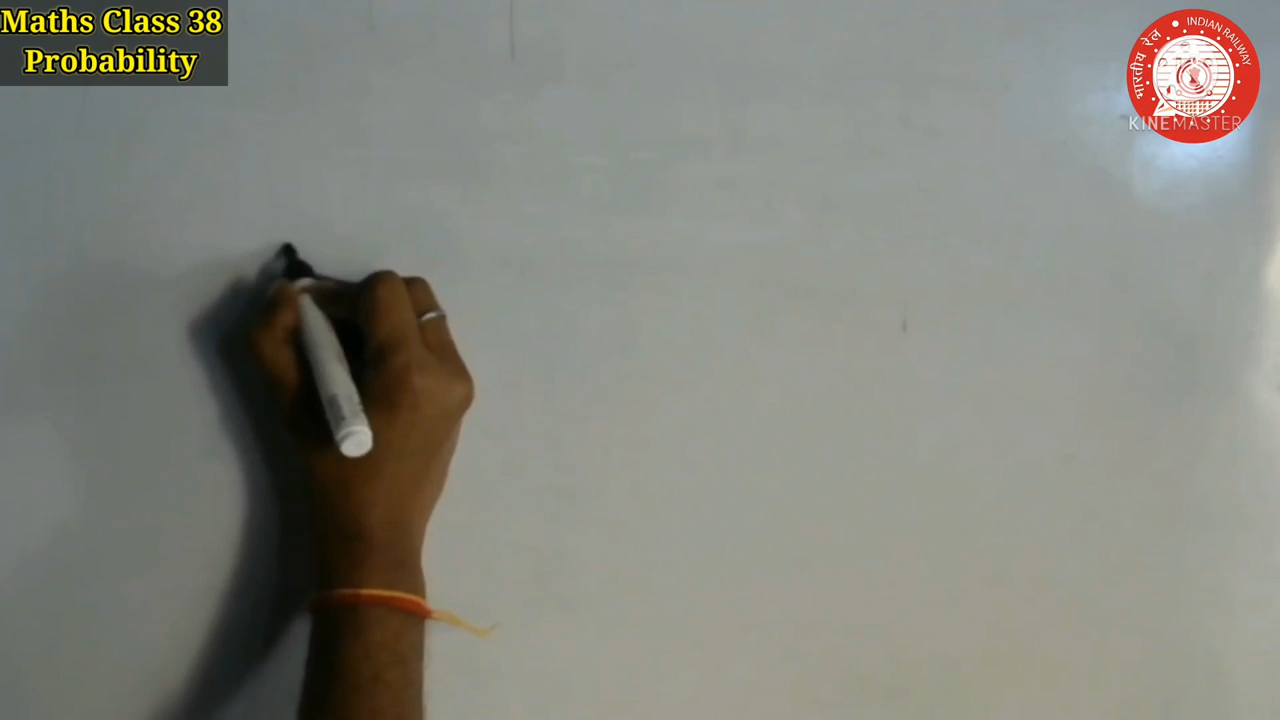 Maths Class 38
Probability
भारतीय रेल
INDIAN RAILWAY
KINEMASTER